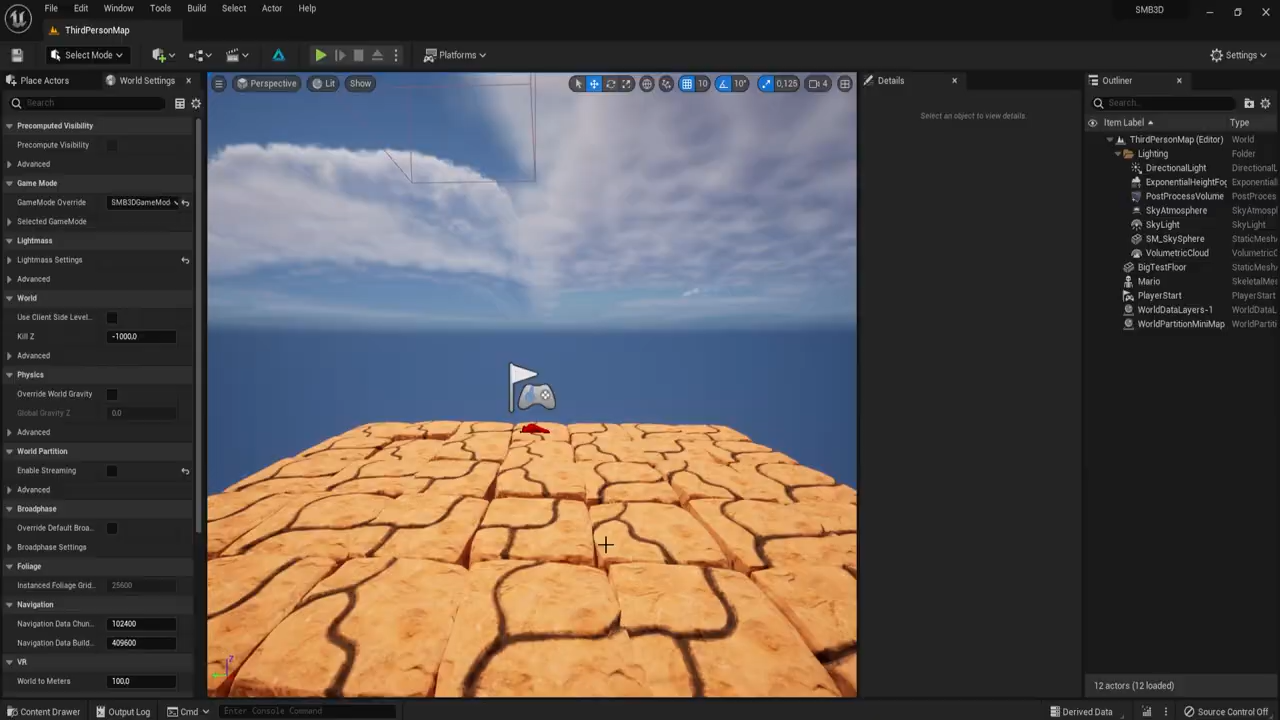 File Edit Window Tools Build Select Actor Help
SMB3D
ThirdPersonMap
Select Mode
Platforms
Settings
Place Actors
World Settings
Search
Precomputed Visibility
Precompute Visibility
Advanced
Game Mode
GameMode Override
SMB3DGameMod
Selected GameMode
Lightmass
Lightmass Settings
Advanced
World
Use Client Side Level...
Kill Z
-1000,0
Advanced
Physics
Override World Gravity
Global Gravity Z
0,0
Advanced
World Partition
Enable Streaming
Advanced
Broadphase
Override Default Broa...
Broadphase Settings
Foliage
Instanced Foliage Grid...
25600
Navigation
Navigation Data Chun...
102400
Navigation Data Build...
409600
VR
World to Meters
100,0
Perspective
Lit
Show
10
10°
0,125
4
Z
Details
Select an object to view details.
Outliner
Search...
Item Label
Type
ThirdPersonMap (Editor)
World
Lighting
Folder
DirectionalLight
DirectionalL
ExponentialHeightFog
Exponential
PostProcessVolume
PostProces
SkyAtmosphere
SkyAtmosp
SkyLight
SkyLight
SM_SkySphere
StaticMesh
VolumetricCloud
VolumetricC
BigTestFloor
StaticMesh
Mario
SkeletalMes
PlayerStart
PlayerStart
WorldDataLayers-1
WorldDataL
WorldPartitionMiniMap
WorldPartiti
12 actors (12 loaded)
Content Drawer
Output Log
Cmd
Enter Console Command
Derived Data
Source Control Off